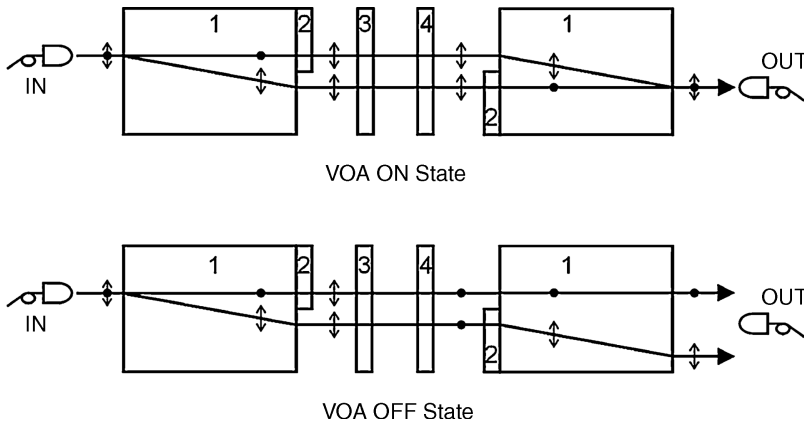 1 2 3 4 1
IN
OUT
2
VOA ON State
1 2 3 4 1
IN
OUT
2
VOA OFF State